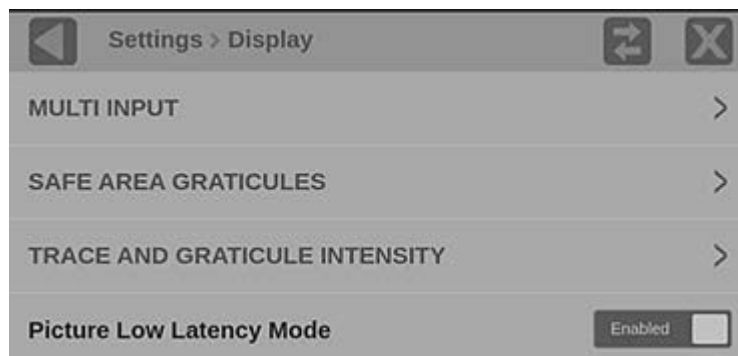 Settings > Display
MULTI INPUT
SAFE AREA GRATICULES
TRACE AND GRATICULE INTENSITY
Picture Low Latency Mode Enabled